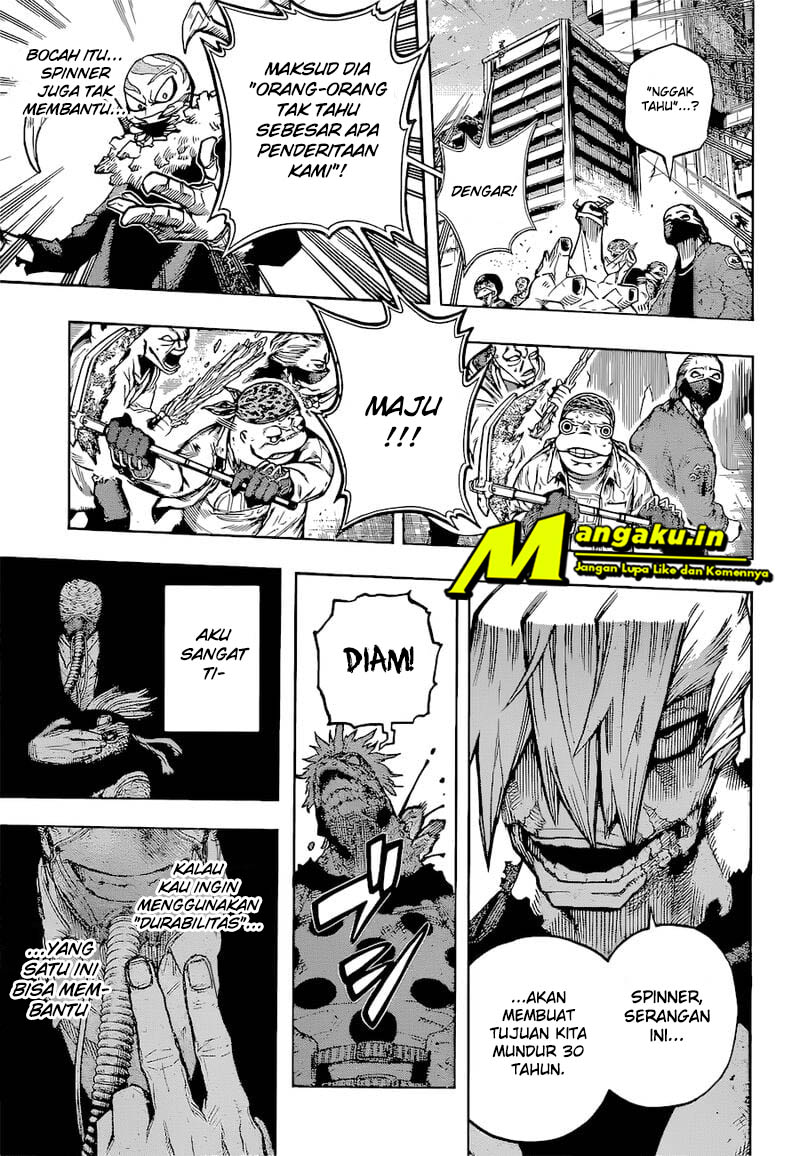 "NGGAK
TAHU"...?
DENGAR!
MAKSUD DIA
"ORANG-ORANG
TAK TAHU
SEBESAR APA
PENDERITAAN
KAMI"!
BOCAH ITU...
SPINNER
JUGA TAK
MEMBANTU...
MAJU
!!!
Mangaku.in
Jangan Lupa Like dan Komennya
SPINNER,
SERANGAN
INI...
...AKAN
MEMBUAT
TUJUAN KITA
MUNDUR 30
TAHUN.
DIAM!
AKU
SANGAT
TI-
KALAU
KAU INGIN
MENGGUNAKAN
"DURABILITAS"...
...YANG
SATU INI
BISA MEM-
BANTU